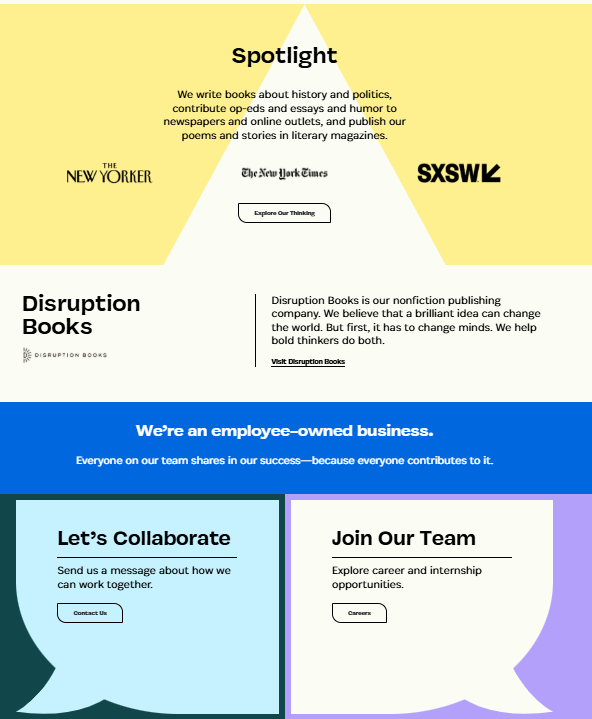 Spotlight
We write books about history and politics,
contribute op-eds and essays and humor to
newspapers and online outlets, and publish our
poems and stories in literary magazines.
THE
NEW YORKER
The New York Times
SXSW
Explore Our Thinking
Disruption
Books
DISRUPTION BOOKS
Disruption Books is our nonfiction publishing
company. We believe that a brilliant idea can change
the world. But first, it has to change minds. We help
bold thinkers do both.
Visit Disruption Books
We're an employee-owned business.
Everyone on our team shares in our success—because everyone contributes to it.
Let's Collaborate
Send us a message about how we
can work together.
Contact Us
Join Our Team
Explore career and internship
opportunities.
Careers